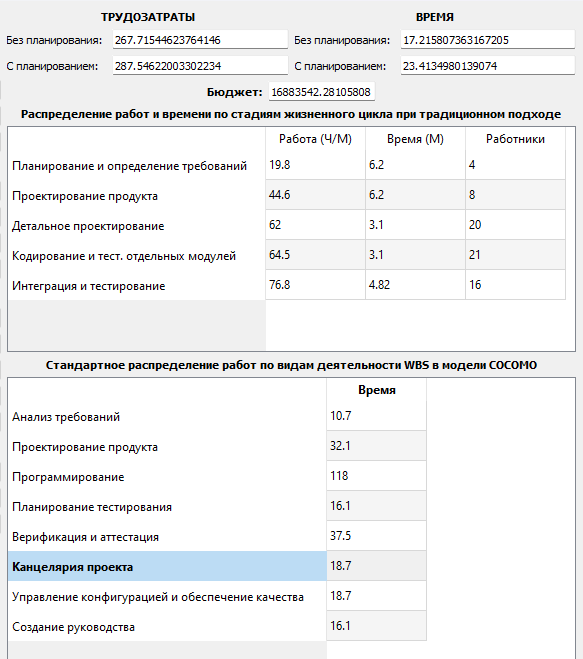 ТРУДОЗАТРАТЫ ВРЕМЯ
Без планирования: 267.71544623764146 Без планирования: 17.215807363167205
С планированием: 287.54622003302234 С планированием: 23.4134980139074
Бюджет: 16883542.28105808
Распределение работ и времени по стадиям жизненного цикла при традиционном подходе
Работа (Ч/М) Время (М) Работники
Планирование и определение требований 19.8 6.2 4
Проектирование продукта 44.6 6.2 8
Детальное проектирование 62 3.1 20
Кодирование и тест. отдельных модулей 64.5 3.1 21
Интеграция и тестирование 76.8 4.82 16
Стандартное распределение работ по видам деятельности WBS в модели COCOMO
Время
Анализ требований 10.7
Проектирование продукта 32.1
Программирование 118
Планирование тестирования 16.1
Верификация и аттестация 37.5
Канцелярия проекта 18.7
Управление конфигурацией и обеспечение качества 18.7
Создание руководства 16.1